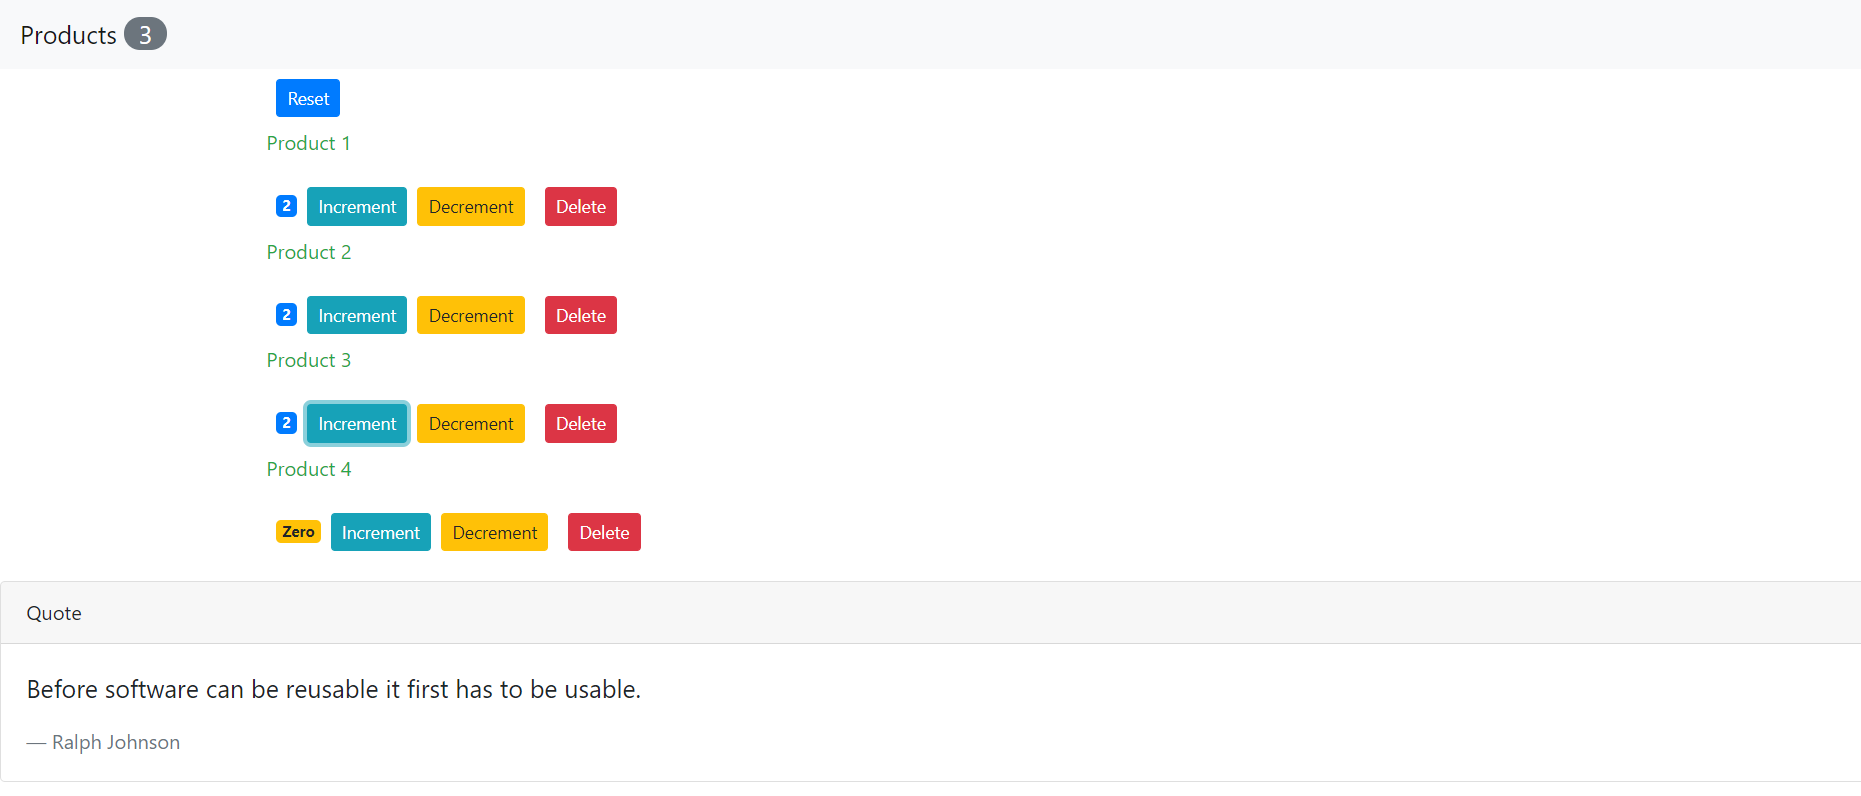 Products 3
Reset
Product 1
2 Increment Decrement Delete
Product 2
2 Increment Decrement Delete
Product 3
2 Increment Decrement Delete
Product 4
Zero Increment Decrement Delete
Quote
Before software can be reusable it first has to be usable.
— Ralph Johnson